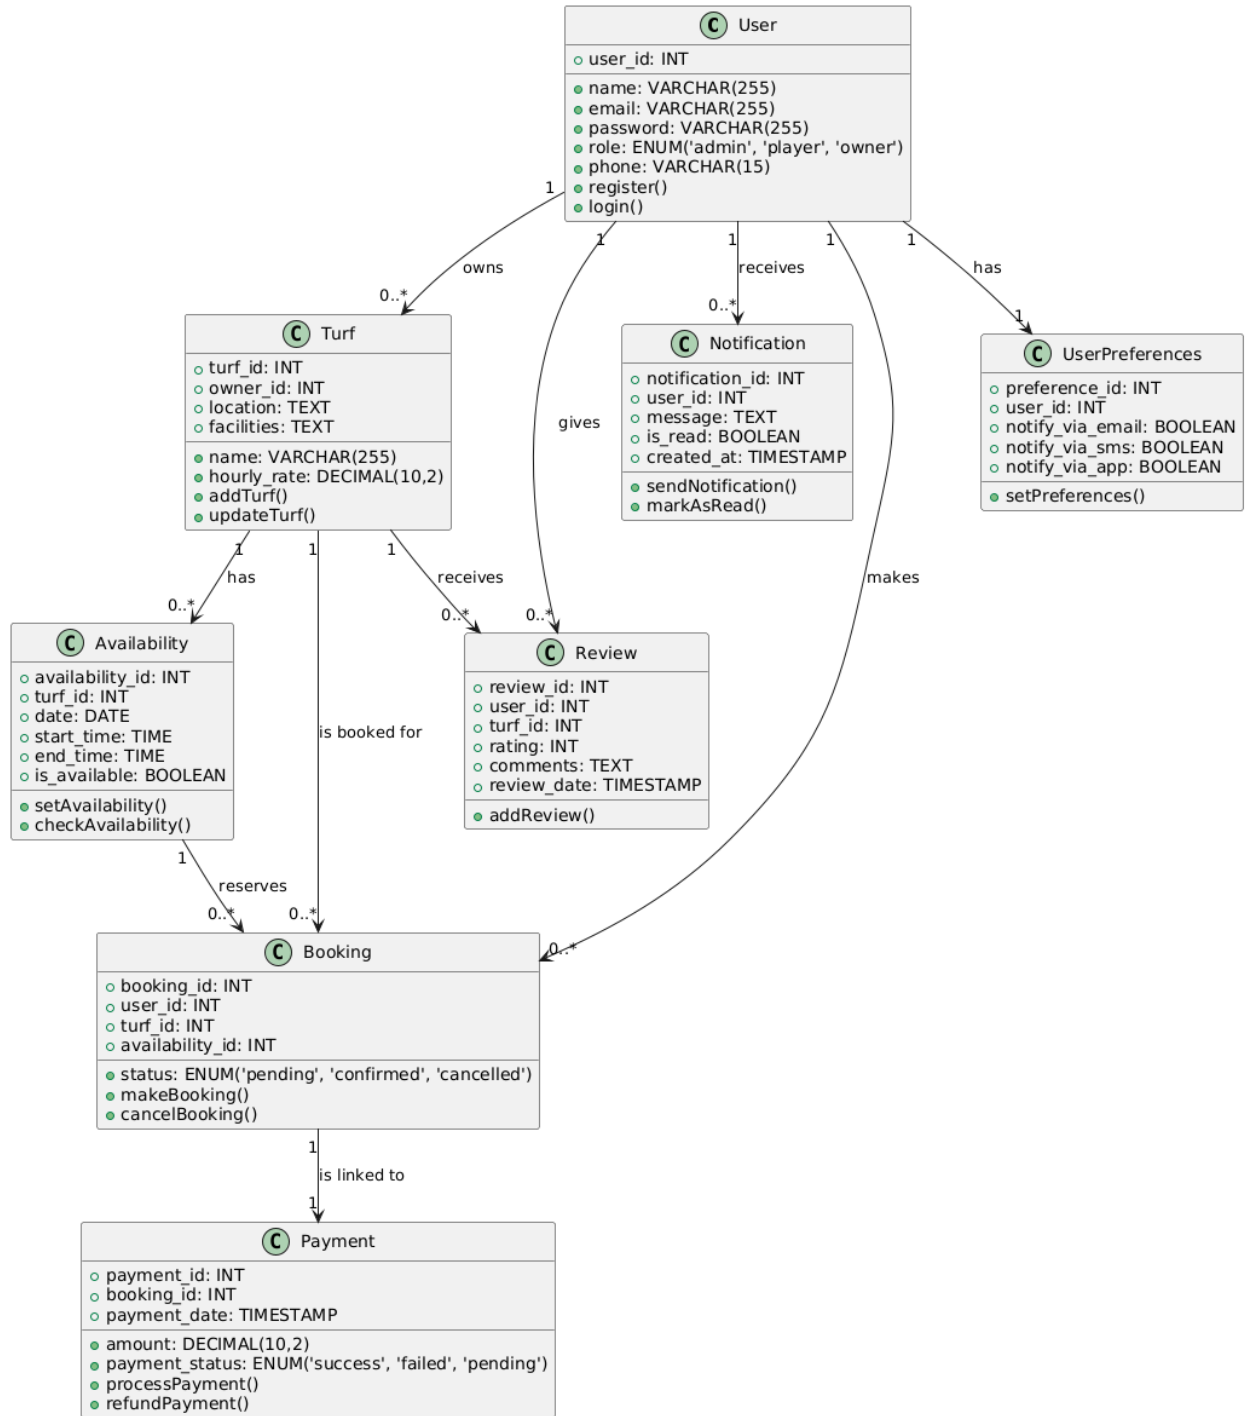 C User
+ user_id: INT
+ name: VARCHAR(255)
+ email: VARCHAR(255)
+ password: VARCHAR(255)
+ role: ENUM('admin', 'player', 'owner')
+ phone: VARCHAR(15)
+ register()
+ login()
1
1
1
1
1
owns
receives
has
0..*
0..*
1
C Turf
turf_id: INT
owner_id: INT
location: TEXT
facilities: TEXT
name: VARCHAR(255)
hourly_rate: DECIMAL(10,2)
addTurf()
updateTurf()
gives
C Notification
notification_id: INT
user_id: INT
message: TEXT
is_read: BOOLEAN
created_at: TIMESTAMP
sendNotification()
markAsRead()
C UserPreferences
preference_id: INT
user_id: INT
notify_via_email: BOOLEAN
notify_via_sms: BOOLEAN
notify_via_app: BOOLEAN
setPreferences()
1
1
1
has
receives
makes
0..*
0..*
0..*
C Availability
availability_id: INT
turf_id: INT
date: DATE
start_time: TIME
end_time: TIME
is_available: BOOLEAN
setAvailability()
checkAvailability()
is booked for
C Review
review_id: INT
user_id: INT
turf_id: INT
rating: INT
comments: TEXT
review_date: TIMESTAMP
addReview()
1
reserves
0..*
0..*
0..*
C Booking
booking_id: INT
user_id: INT
turf_id: INT
availability_id: INT
status: ENUM('pending', 'confirmed', 'cancelled')
makeBooking()
cancelBooking()
1
is linked to
1
C Payment
payment_id: INT
booking_id: INT
payment_date: TIMESTAMP
amount: DECIMAL(10,2)
payment_status: ENUM('success', 'failed', 'pending')
processPayment()
refundPayment()